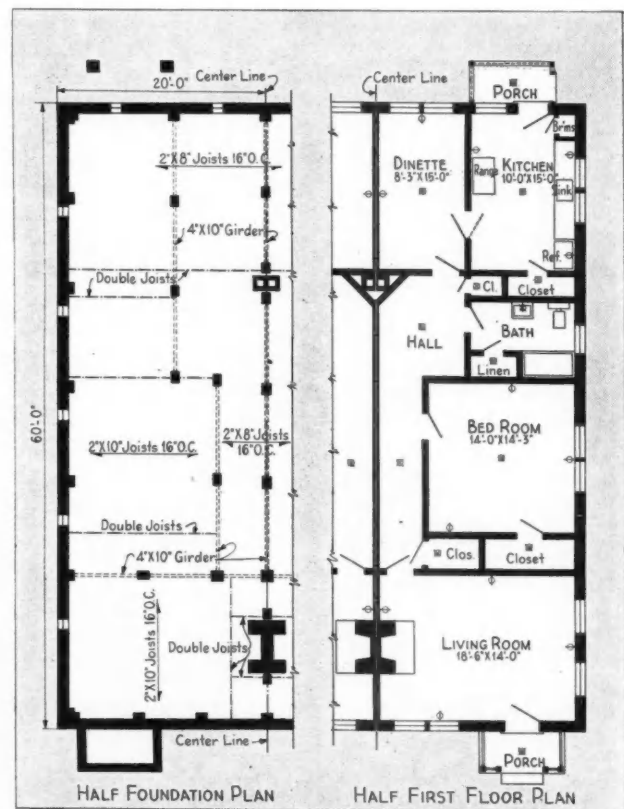 Center Line
20'-0"
2"X8" Joists 16"O.C.
4"X10" Girder
Double Joists
60'-0"
2"X10" Joists 16"O.C.
2"X8" Joists
16"O.C.
Double Joists
4"X10" Girder
2"X10" Joists 16"O.C.
Double Joists
Center Line
HALF FOUNDATION PLAN
Center Line
PORCH
Br'ms
DINETTE
8'-3"X15'-0"
KITCHEN
10'-0"X15'-0"
Range
Sink
Ref.
Cl.
Closet
BATH
HALL
Linen
BED ROOM
14'-0"X14'-3"
Clos.
Closet
LIVING ROOM
18'-6"X14'-0"
PORCH
HALF FIRST FLOOR PLAN